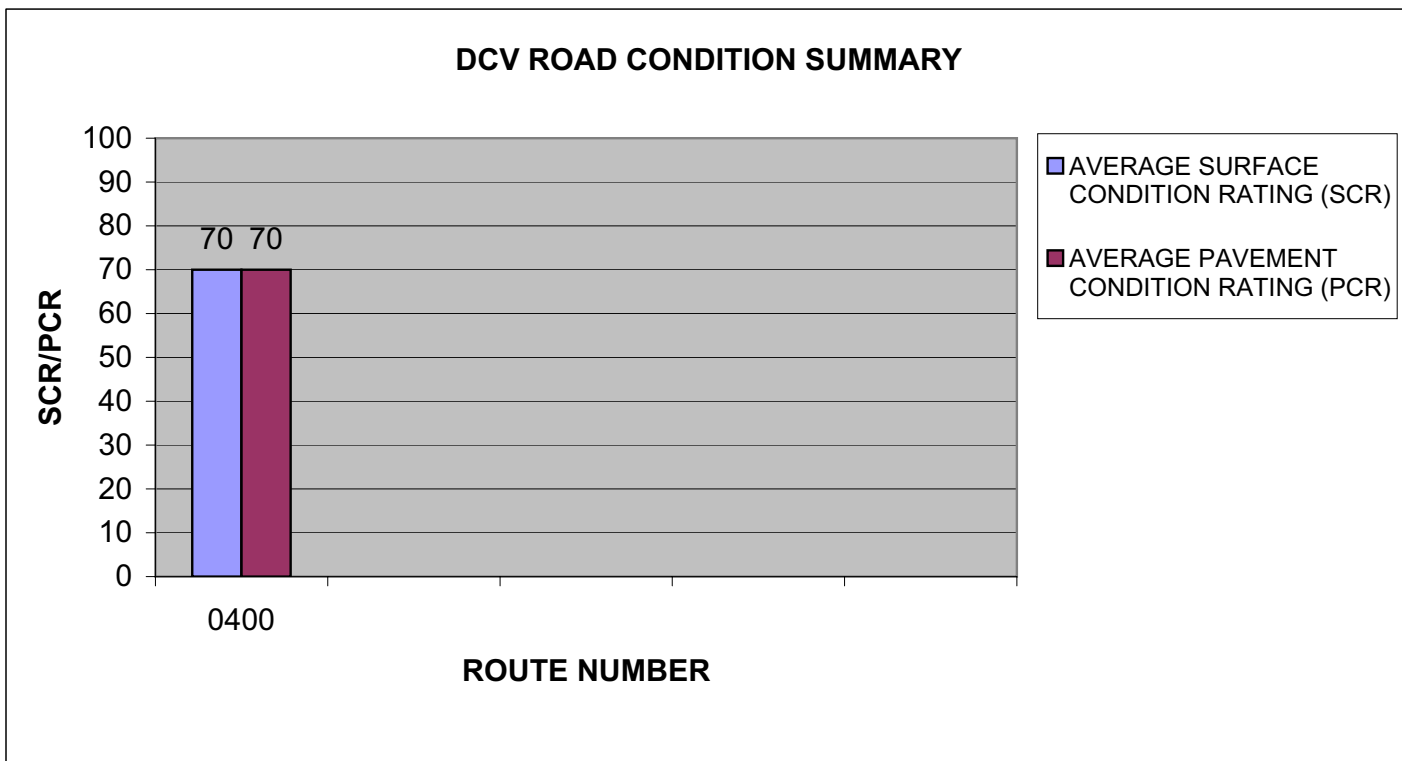 DCV ROAD CONDITION SUMMARY
100
90
80
70
60
50
40
30
20
10
0
SCR/PCR
70 70
0400
ROUTE NUMBER
AVERAGE SURFACE
CONDITION RATING (SCR)
AVERAGE PAVEMENT
CONDITION RATING (PCR)